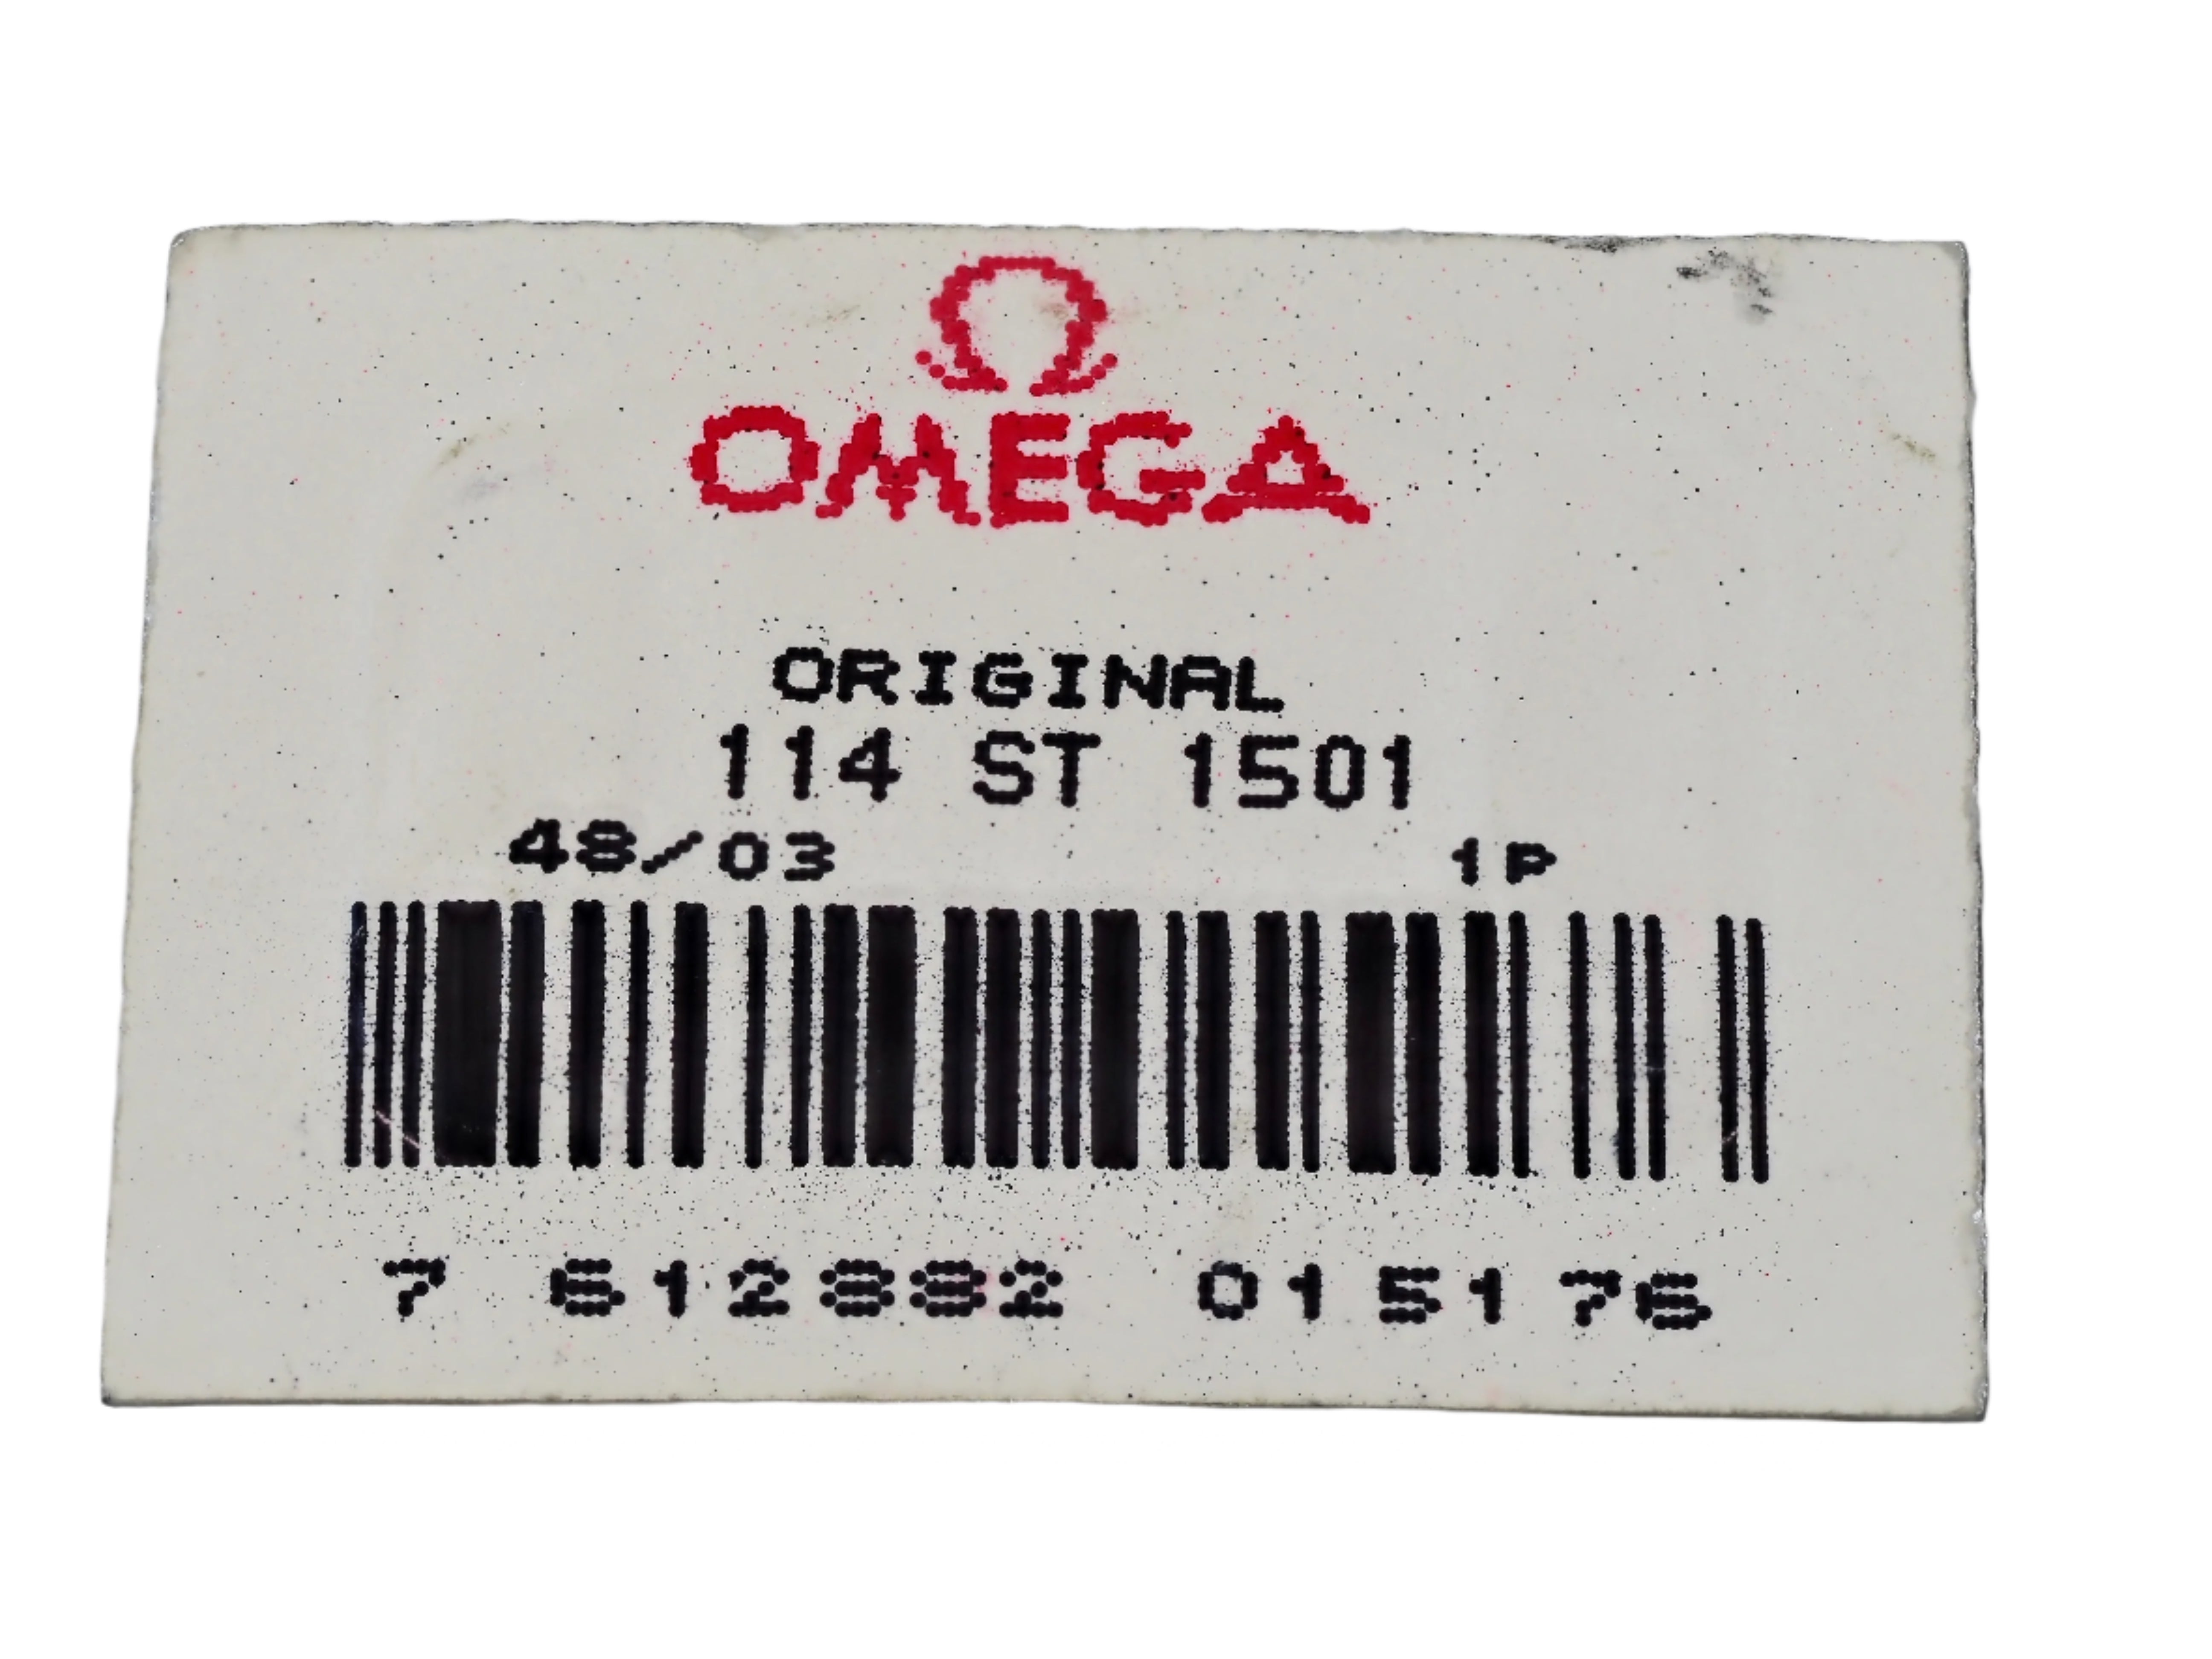 Ω
OMEGA
ORIGINAL
114 ST 1501
48/03 1P
7 612882 015176